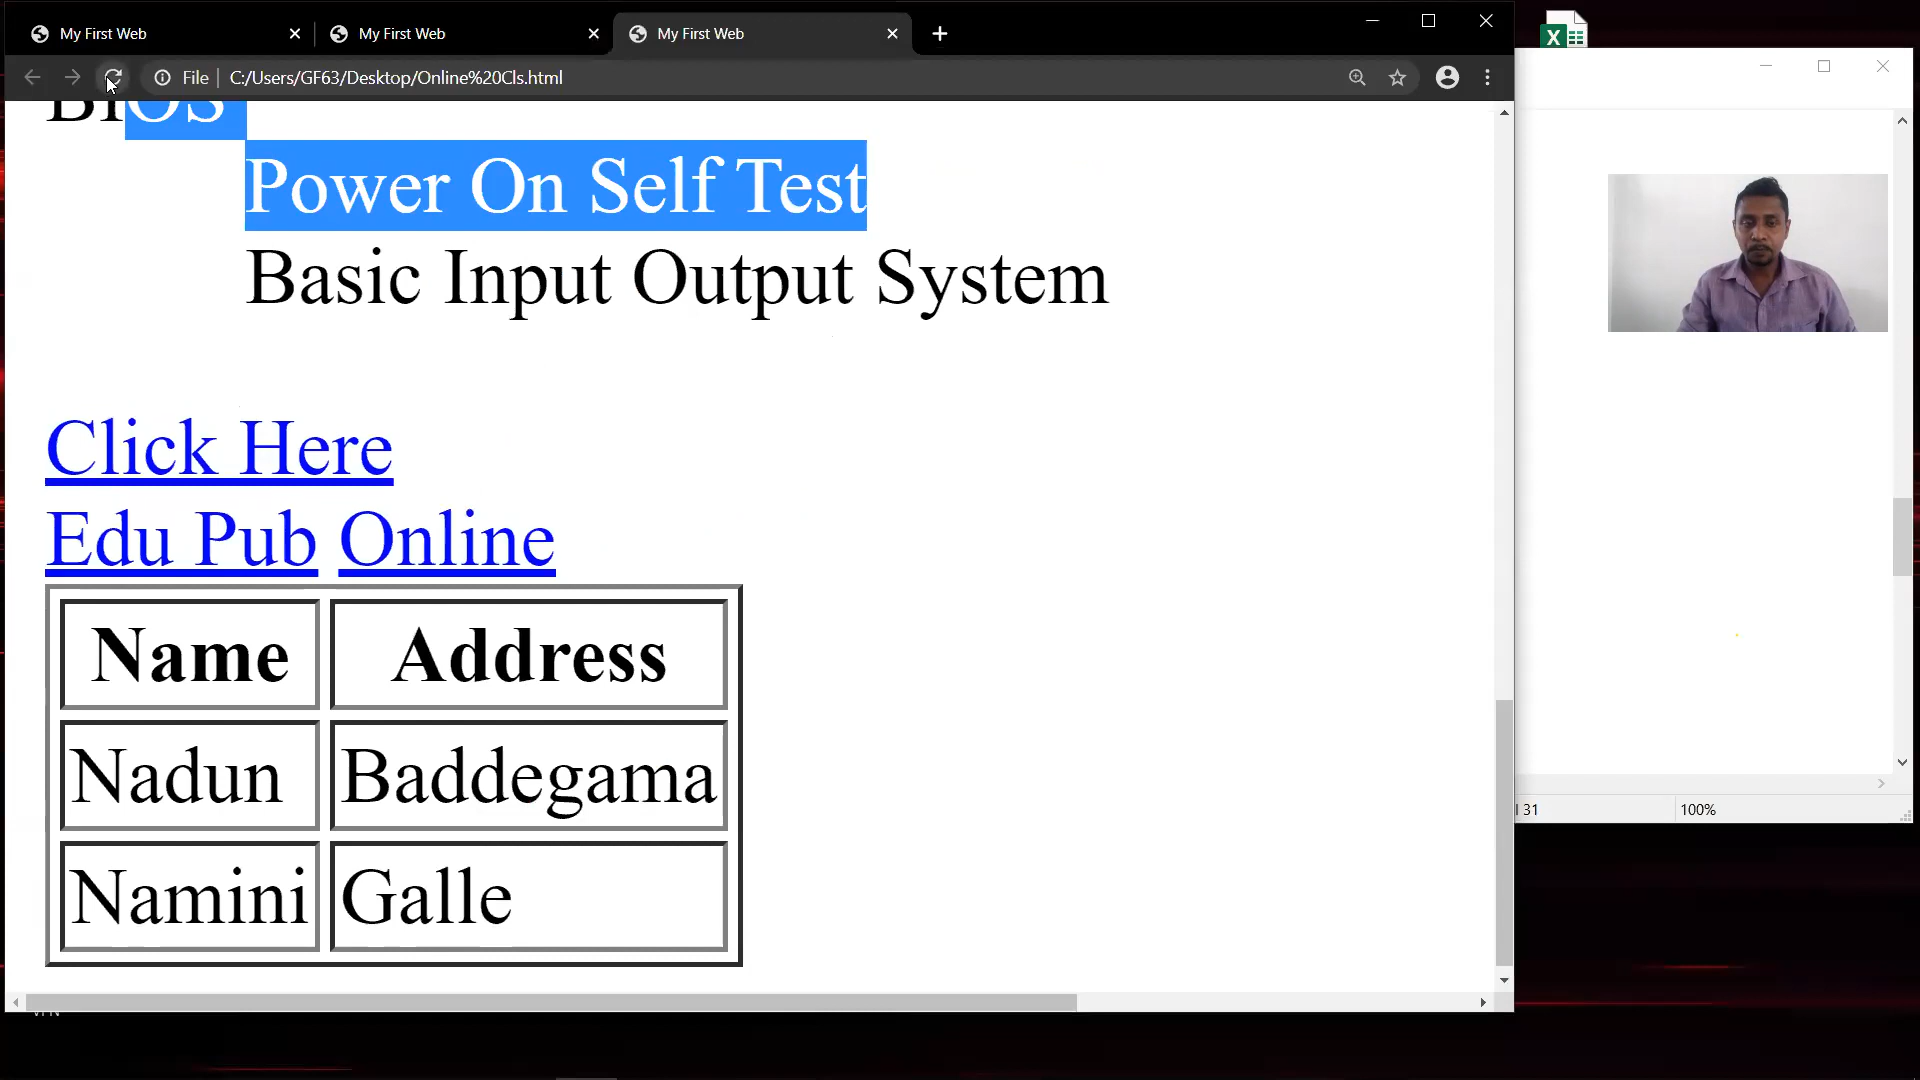 My First Web
My First Web
My First Web
File
C:/Users/GF63/Desktop/Online%20Cls.html
BIOS
Power On Self Test
Basic Input Output System
Click Here
Edu Pub Online
Name Address
Nadun Baddegama
Namini Galle
31
100%